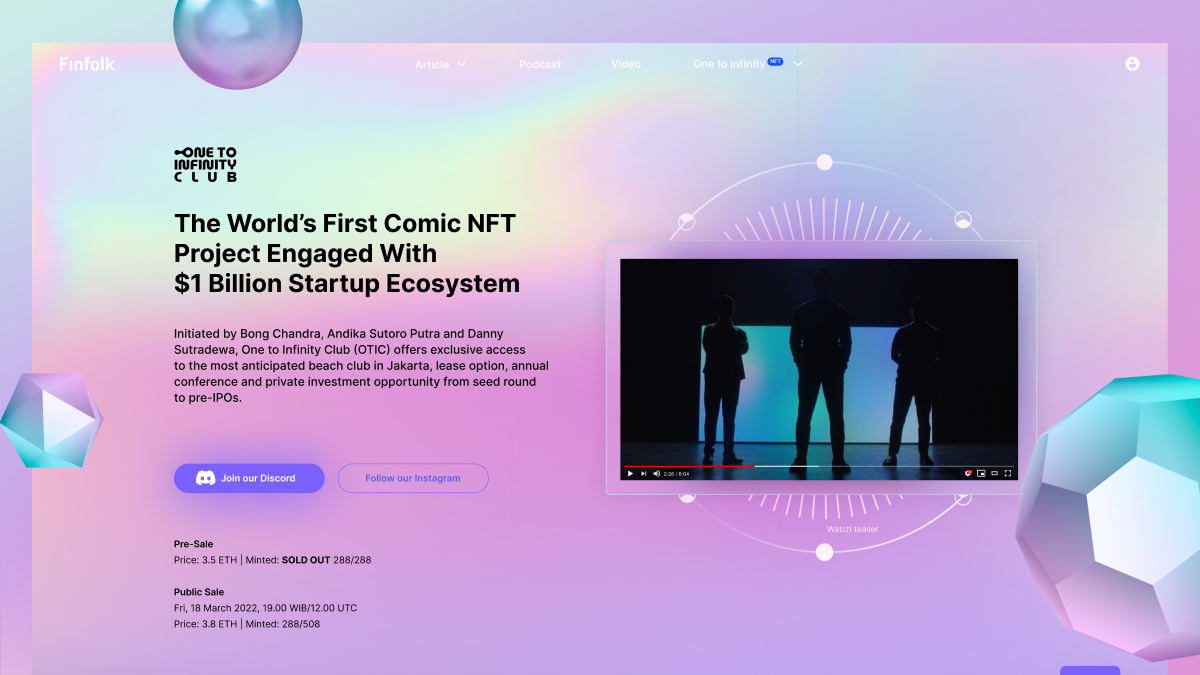 Finfolk
Article
Podcast
Video
One to infinity NFT
ONE TO
INFINITY
CLUB
The World’s First Comic NFT
Project Engaged With
$1 Billion Startup Ecosystem
Initiated by Bong Chandra, Andika Sutoro Putra and Danny
Sutradewa, One to Infinity Club (OTIC) offers exclusive access
to the most anticipated beach club in Jakarta, lease option, annual
conference and private investment opportunity from seed round
to pre-IPOs.
Join our Discord
Follow our Instagram
2:26 / 8:04
Watch teaser
Pre-Sale
Price: 3.5 ETH | Minted: SOLD OUT 288/288
Public Sale
Fri, 18 March 2022, 19.00 WIB/12.00 UTC
Price: 3.8 ETH | Minted: 288/508